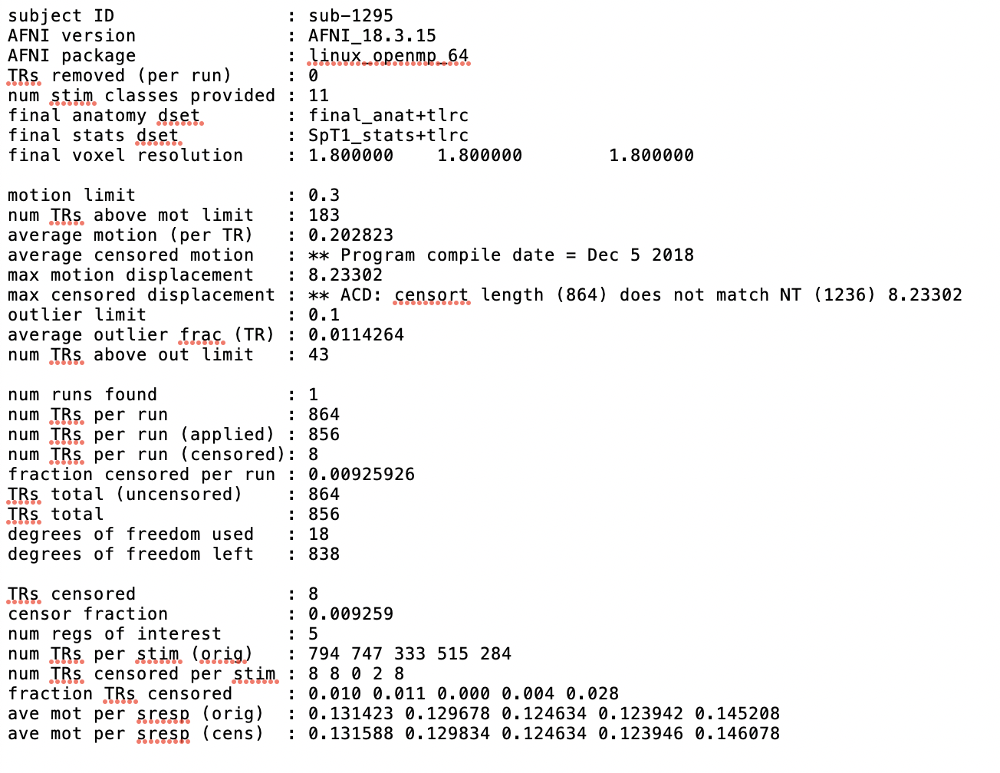 subject ID : sub-1295
AFNI version : AFNI_18.3.15
AFNI package : linux_openmp_64
TRs removed (per run) : 0
num stim classes provided : 11
final anatomy dset : final_anat+tlrc
final stats dset : SpT1_stats+tlrc
final voxel resolution : 1.800000 1.800000 1.800000
motion limit : 0.3
num TRs above mot limit : 183
average motion (per TR) : 0.202823
average censored motion : ** Program compile date = Dec 5 2018
max motion displacement : 8.23302
max censored displacement : ** ACD: censort length (864) does not match NT (1236) 8.23302
outlier limit : 0.1
average outlier frac (TR) : 0.0114264
num TRs above out limit : 43
num runs found : 1
num TRs per run : 864
num TRs per run (applied) : 856
num TRs per run (censored): 8
fraction censored per run : 0.00925926
TRs total (uncensored) : 864
TRs total : 856
degrees of freedom used : 18
degrees of freedom left : 838
TRs censored : 8
censor fraction : 0.009259
num regs of interest : 5
num TRs per stim (orig) : 794 747 333 515 284
num TRs censored per stim : 8 8 0 2 8
fraction TRs censored : 0.010 0.011 0.000 0.004 0.028
ave mot per sresp (orig) : 0.131423 0.129678 0.124634 0.123942 0.145208
ave mot per sresp (cens) : 0.131588 0.129834 0.124634 0.123946 0.146078